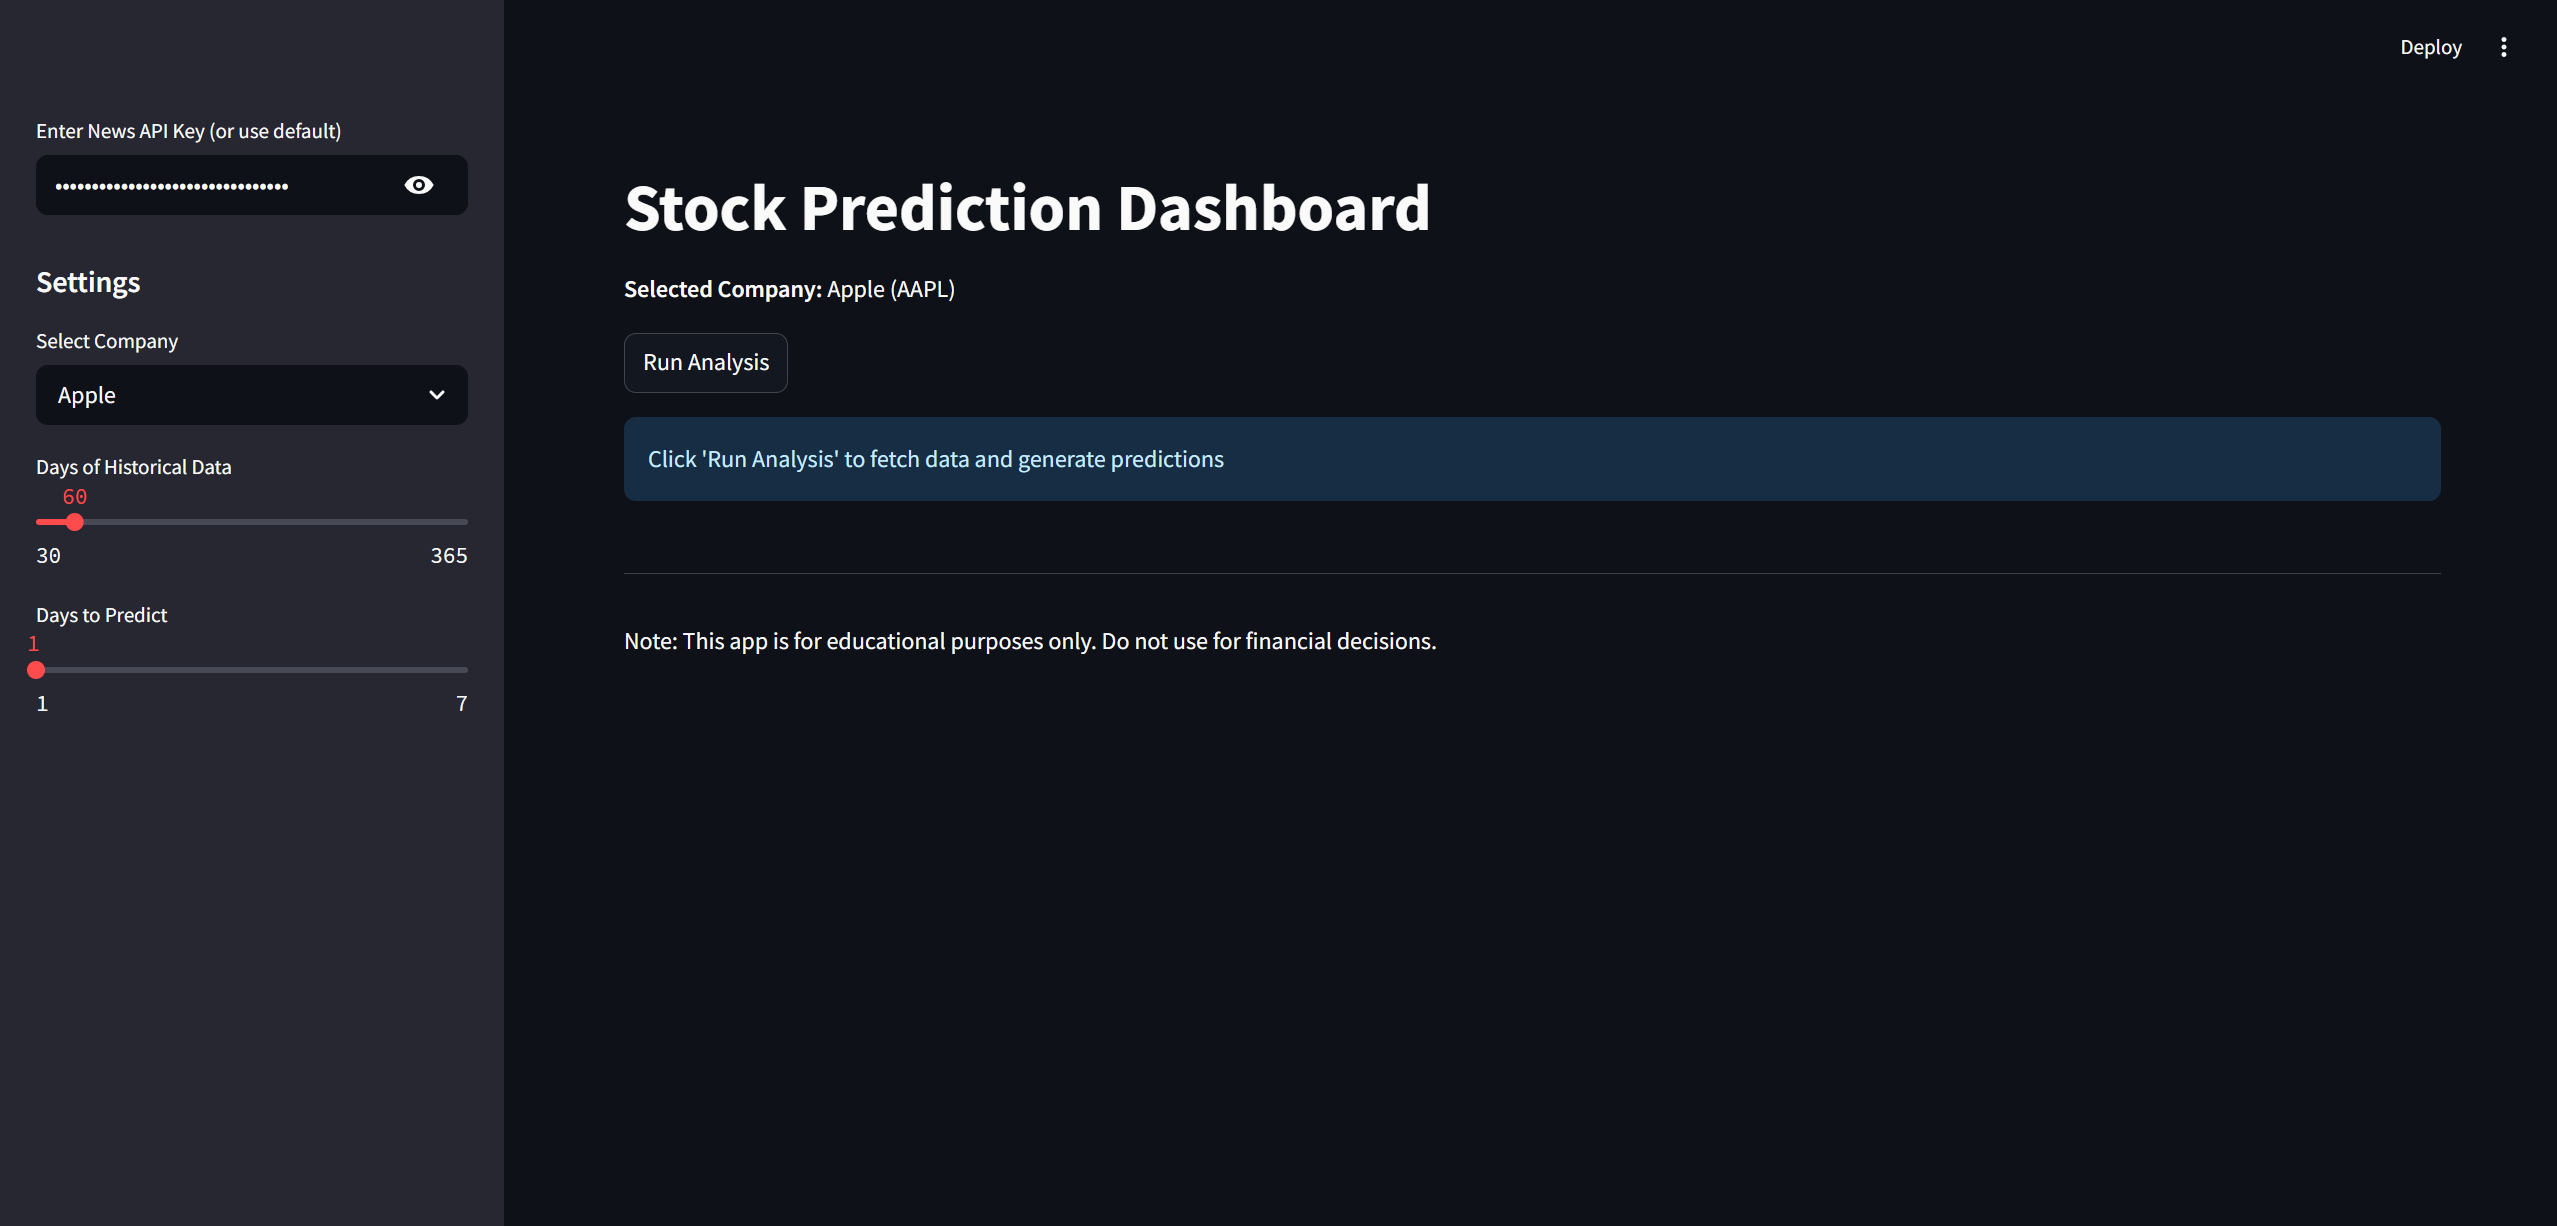 Deploy
Enter News API Key (or use default)
••••••••••••••••••••••••••••••••
Settings
Select Company
Apple
Days of Historical Data
60
30 365
Days to Predict
1
1 7
Stock Prediction Dashboard
Selected Company: Apple (AAPL)
Run Analysis
Click 'Run Analysis' to fetch data and generate predictions
Note: This app is for educational purposes only. Do not use for financial decisions.